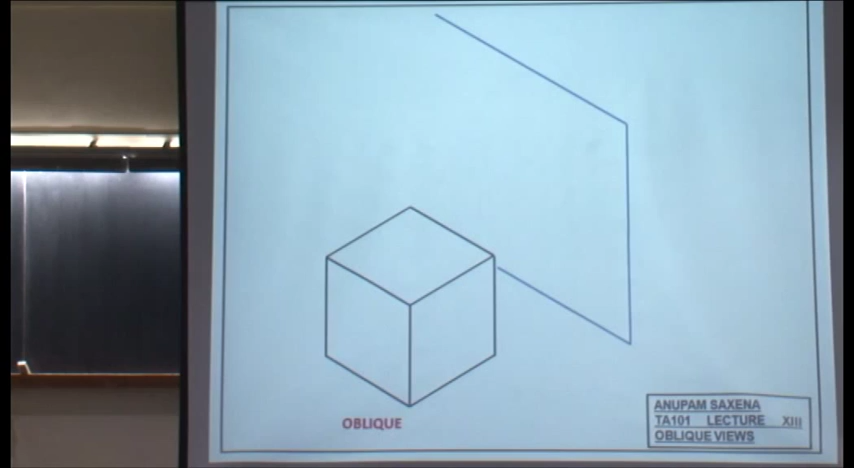 OBLIQUE
ANUPAM SAXENA
TA101 LECTURE XIII
OBLIQUE VIEWS